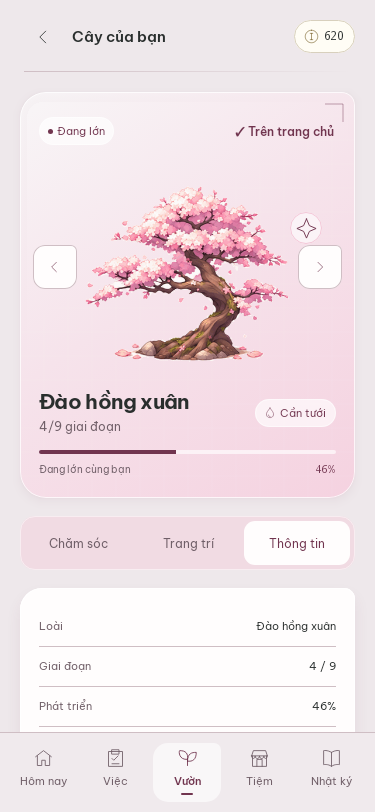 Cây của bạn
620
Đang lớn
✓ Trên trang chủ
Đào hồng xuân
4/9 giai đoạn
Cần tưới
Đang lớn cùng bạn
46%
Chăm sóc
Trang trí
Thông tin
Loài
Đào hồng xuân
Giai đoạn
4 / 9
Phát triển
46%
Hôm nay
Việc
Vườn
Tiệm
Nhật ký